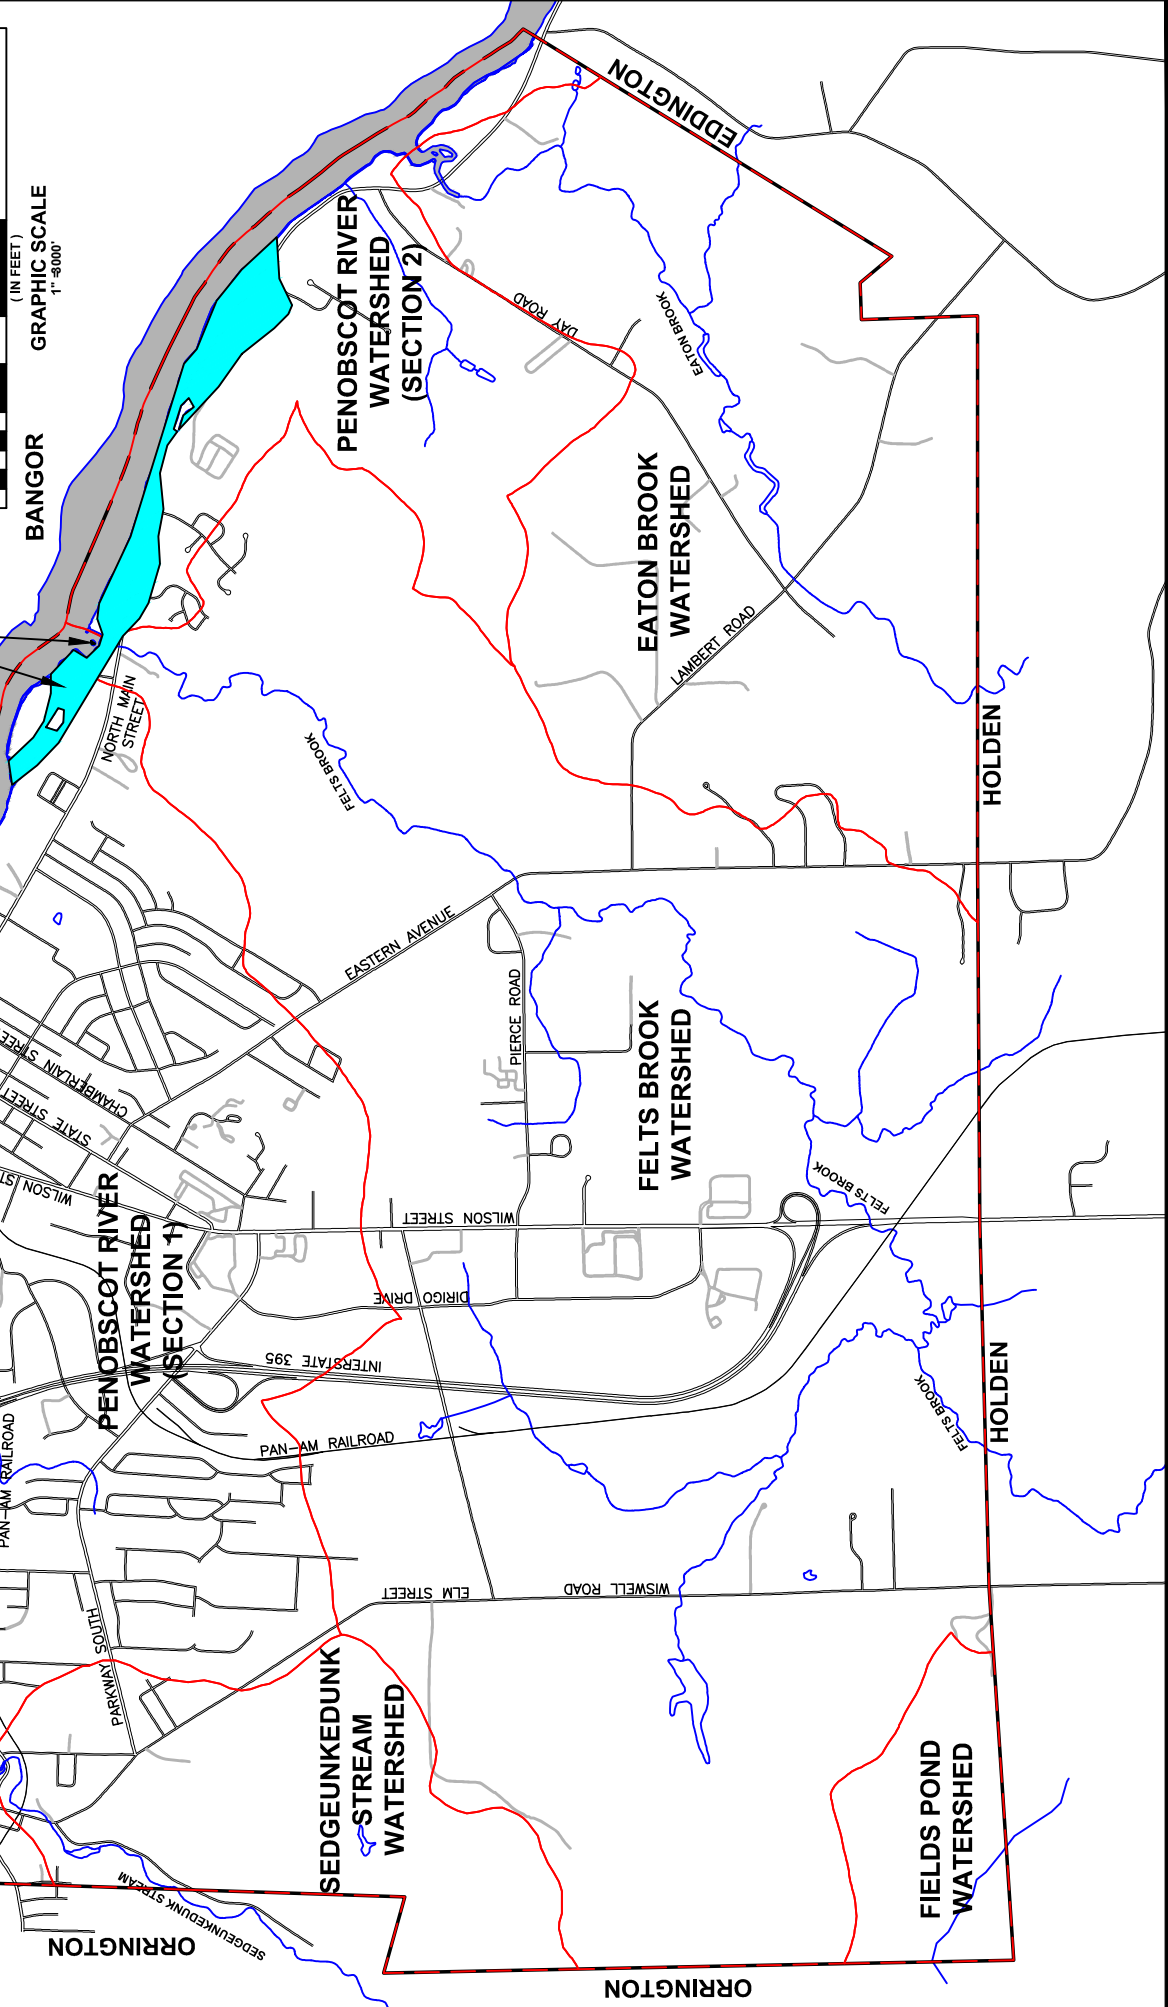 ( IN FEET )
GRAPHIC SCALE
BANGOR
EDDINGTON
PENOBSCOT RIVER
WATERSHED
(SECTION 2)
DAY ROAD
EATON BROOK
EATON BROOK
WATERSHED
LAMBERT ROAD
NORTH MAIN
STREET
FELTS BROOK
HOLDEN
EASTERN AVENUE
PIERCE ROAD
CHAMBERLAIN STREE
STATE STREET
WILSON ST
FELTS BROOK
WATERSHED
FELTS BROOK
PENOBSCOT RIVER
WATERSHED
(SECTION 1)
WILSON STREET
DIRIGO DRIVE
INTERSTATE 395
PAN-AM RAILROAD
PAN-AM RAILROAD
FELTS BROOK
HOLDEN
ELM STREET
WISWELL ROAD
PARKWAY SOUTH
SEDGEUNKEDUNK
STREAM
WATERSHED
FIELDS POND
WATERSHED
SEDGEUNKEDUNK STREAM
ORRINGTON
ORRINGTON